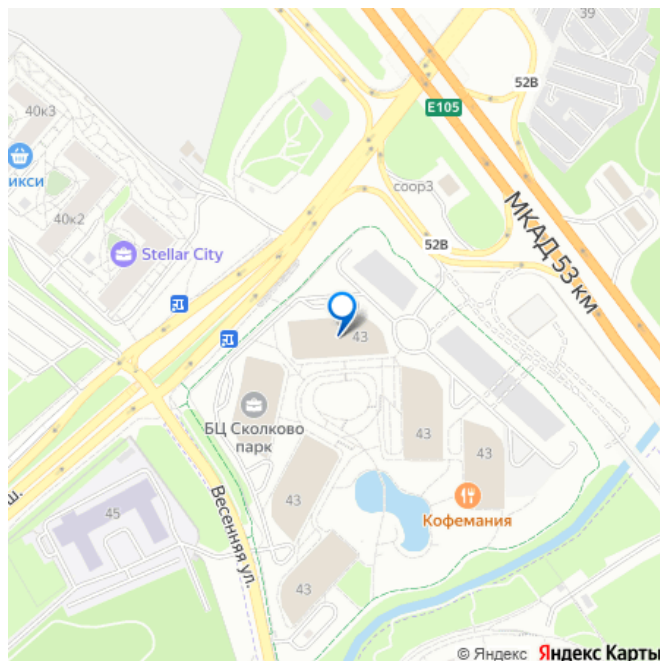 39
40к3
52В
E105
икси
соор3
40к2
Stellar City
52В
МКАД 53 км
43
БЦ Сколково
парк
43
43
43
Кофемания
45
ш.
Весенняя ул.
43
© Яндекс Яндекс Карты